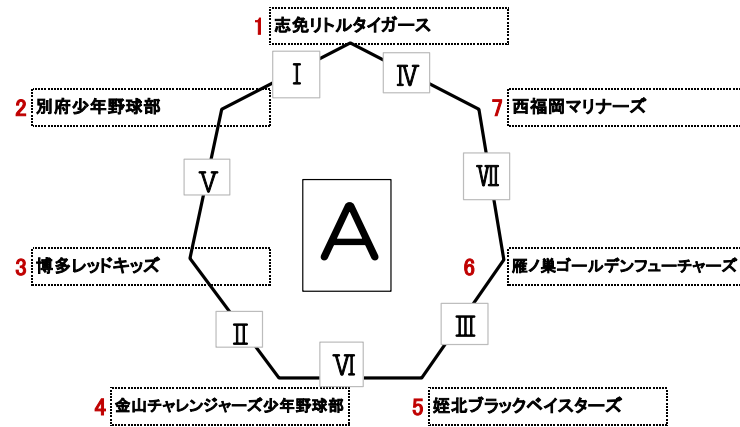 1 志免リトルタイガース
Ⅰ
Ⅳ
2 別府少年野球部
7 西福岡マリナーズ
Ⅴ
Ⅶ
A
3 博多レッドキッズ
6 雁ノ巣ゴールデンフューチャーズ
Ⅱ
Ⅲ
Ⅵ
4 金山チャレンジャーズ少年野球部
5 姪北ブラックベイスターズ